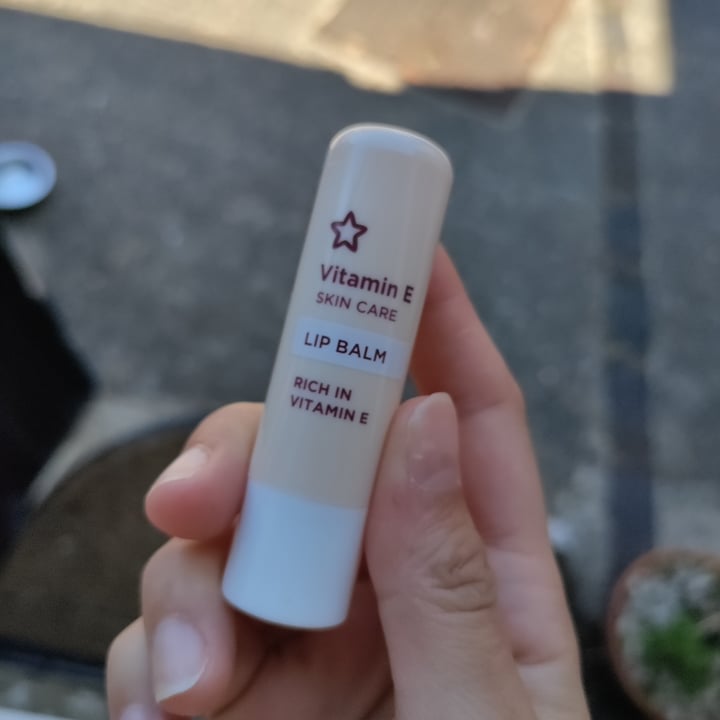 Vitamin E
SKIN CARE
LIP BALM
RICH IN
VITAMIN E